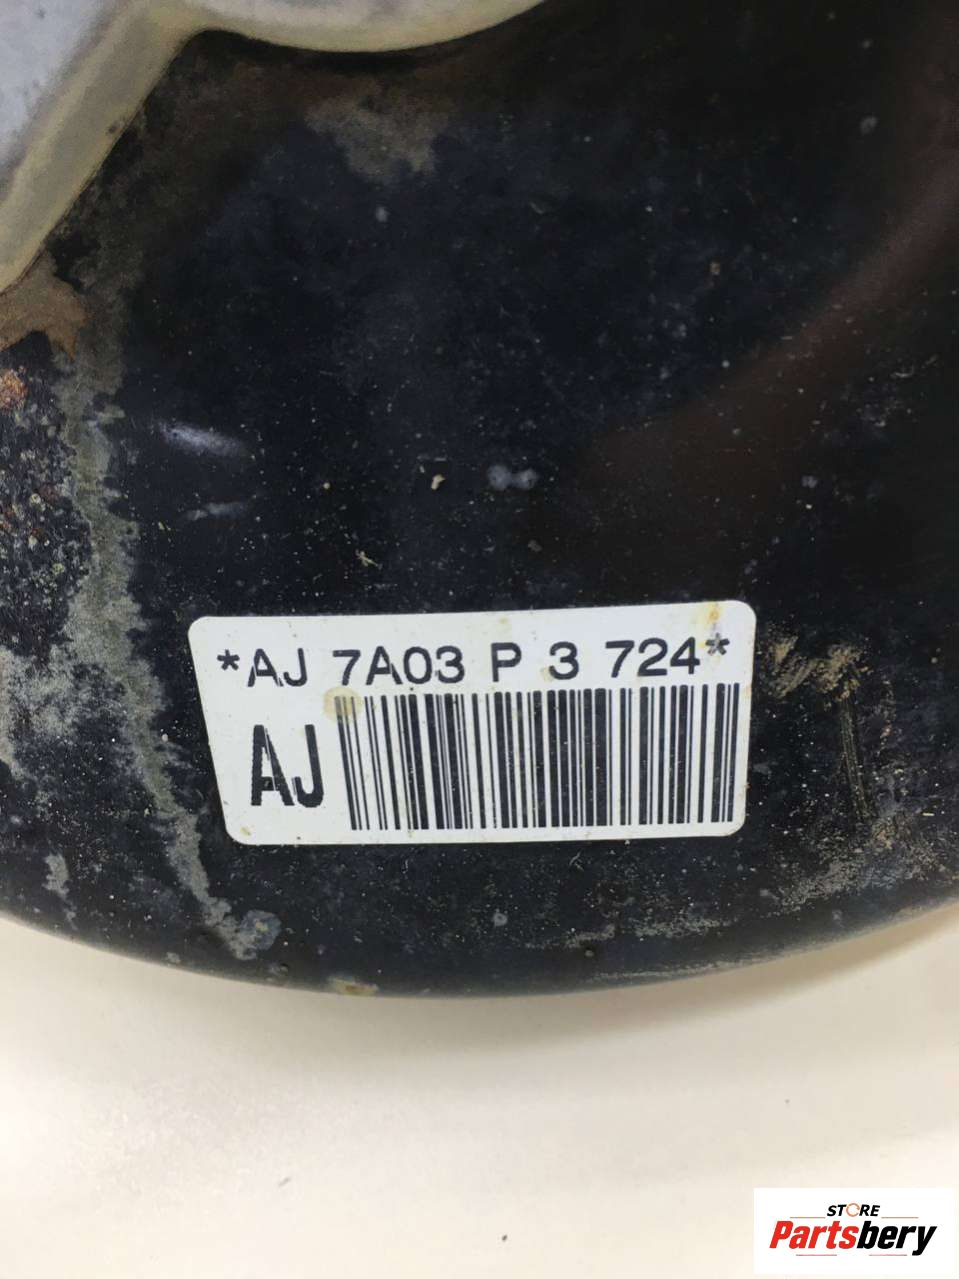 *AJ 7A03 P 3 724*
AJ
STORE
Partsbery